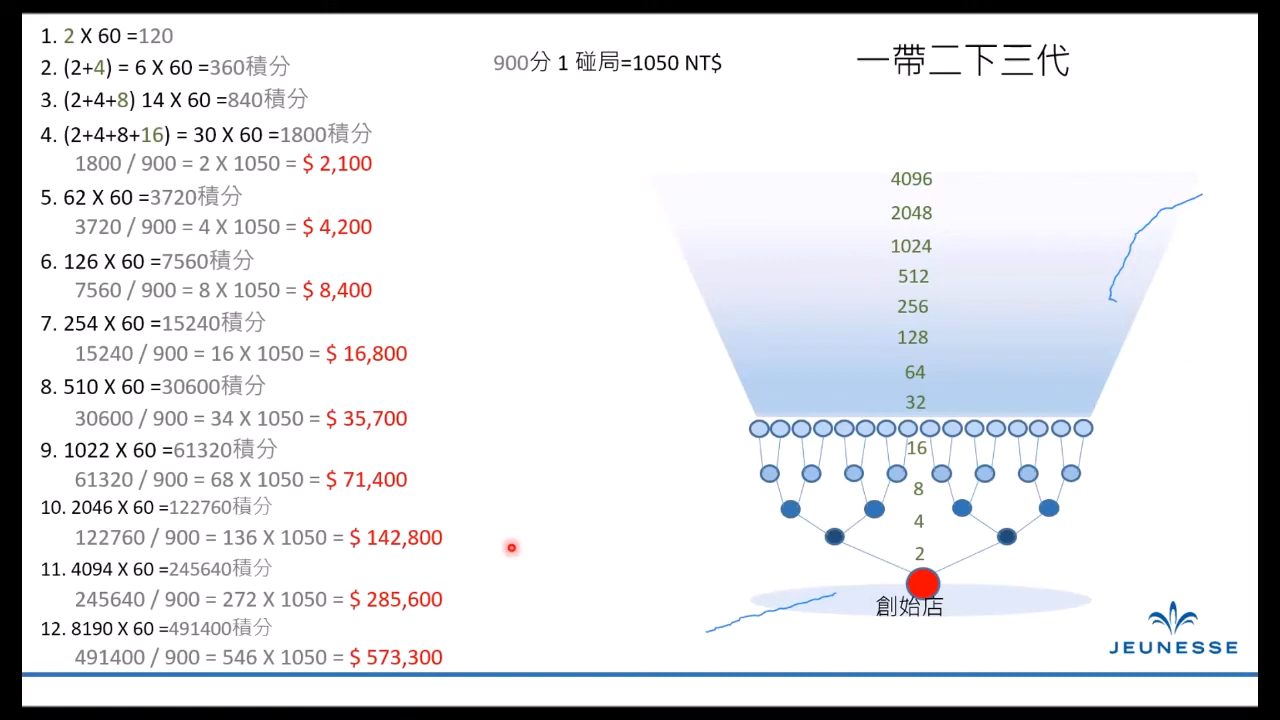 1. 2 X 60 =120
2. (2+4) = 6 X 60 =360積分
3. (2+4+8) 14 X 60 =840積分
4. (2+4+8+16) = 30 X 60 =1800積分
1800 / 900 = 2 X 1050 = $ 2,100
5. 62 X 60 =3720積分
3720 / 900 = 4 X 1050 = $ 4,200
6. 126 X 60 =7560積分
7560 / 900 = 8 X 1050 = $ 8,400
7. 254 X 60 =15240積分
15240 / 900 = 16 X 1050 = $ 16,800
8. 510 X 60 =30600積分
30600 / 900 = 34 X 1050 = $ 35,700
9. 1022 X 60 =61320積分
61320 / 900 = 68 X 1050 = $ 71,400
10. 2046 X 60 =122760積分
122760 / 900 = 136 X 1050 = $ 142,800
11. 4094 X 60 =245640積分
245640 / 900 = 272 X 1050 = $ 285,600
12. 8190 X 60 =491400積分
491400 / 900 = 546 X 1050 = $ 573,300
900分 1 碰局=1050 NT$
一帶二下三代
4096
2048
1024
512
256
128
64
32
16
8
4
2
創始店
JEUNESSE